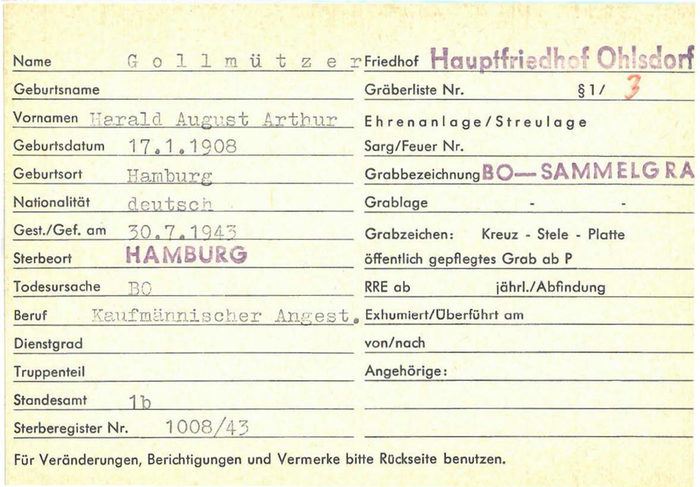 Name Gollmützer
Geburtsname
Vornamen Harald August Arthur
Geburtsdatum 17.1.1908
Geburtsort Hamburg
Nationalität deutsch
Gest./Gef. am 30.7.1943
Sterbeort HAMBURG
Todesursache BO
Beruf Kaufmännischer Angest.
Dienstgrad
Truppenteil
Standesamt 1b
Sterberegister Nr. 1008/43
Friedhof Hauptfriedhof Ohlsdorf
Gräberliste Nr. §1/ 3
Ehrenanlage/Streulage
Sarg/Feuer Nr.
Grabbezeichnung BO—SAMMELGRA
Grablage - -
Grabzeichen: Kreuz - Stele - Platte
öffentlich gepflegtes Grab ab P
RRE ab jährl./Abfindung
Exhumiert/Überführt am
von/nach
Angehörige:
Für Veränderungen, Berichtigungen und Vermerke bitte Rückseite benutzen.